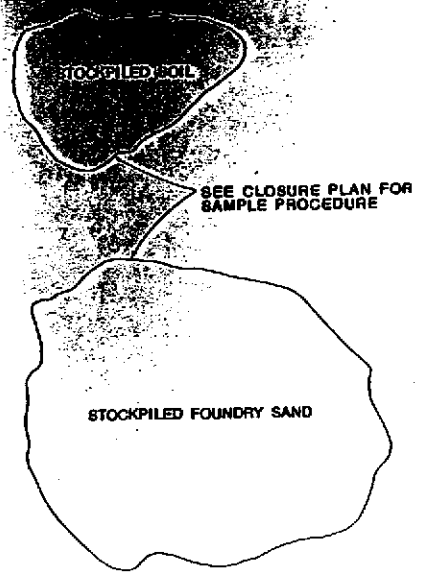 STOCKPILED SOIL
SEE CLOSURE PLAN FOR
SAMPLE PROCEDURE
STOCKPILED FOUNDRY SAND